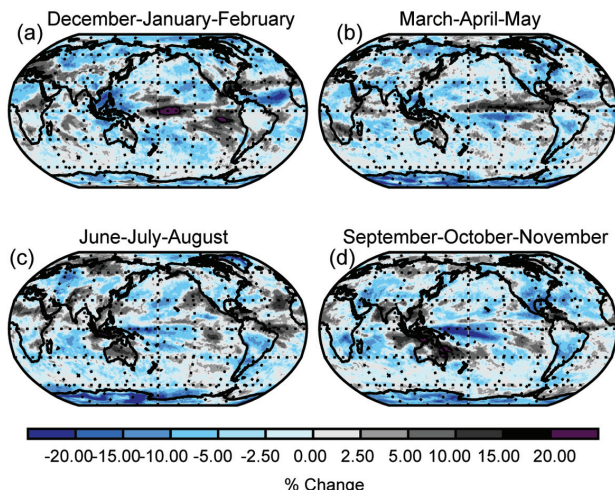 December-January-February
March-April-May
(a)
(b)
June-July-August
September-October-November
(c)
(d)
-20.00 -15.00 -10.00 -5.00 -2.50 0.00 2.50 5.00 10.00 15.00 20.00
% Change